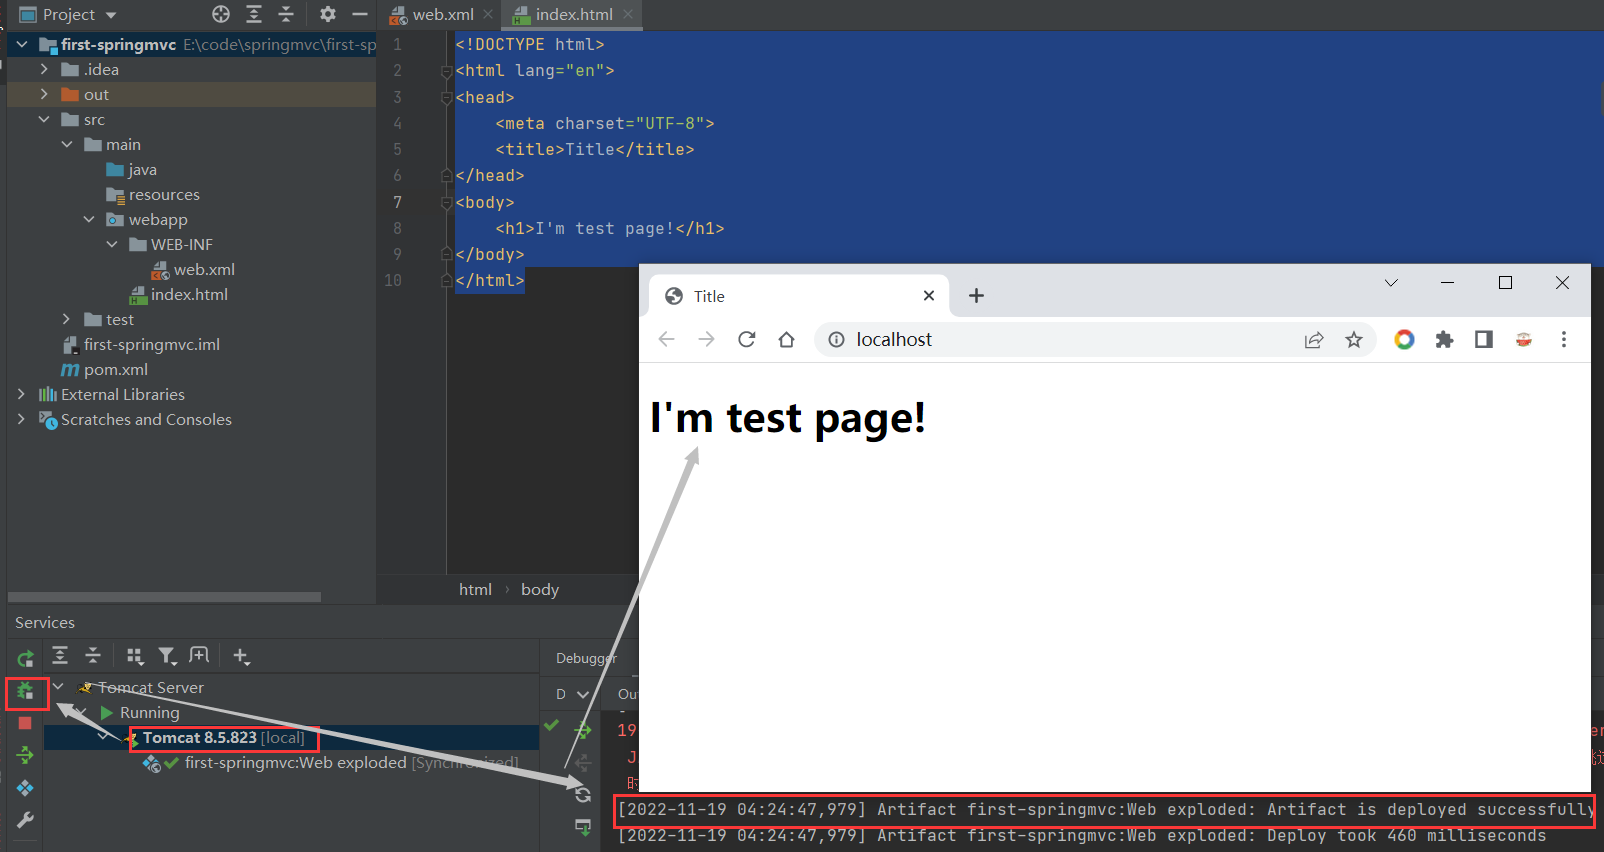 Project
web.xml
index.html
first-springmvc E:\code\springmvc\first-sp
.idea
out
src
main
java
resources
webapp
WEB-INF
web.xml
index.html
test
first-springmvc.iml
pom.xml
External Libraries
Scratches and Consoles
1 <!DOCTYPE html>
2 <html lang="en">
3 <head>
4 <meta charset="UTF-8">
5 <title>Title</title>
6 </head>
7 <body>
8 <h1>I'm test page!</h1>
9 </body>
10 </html>
html › body
Title
localhost
I'm test page!
Services
Tomcat Server
Running
Tomcat 8.5.823 [local]
first-springmvc:Web exploded [Synchronized]
Debugger
D
Ou
19
er
J
时
[2022-11-19 04:24:47,979] Artifact first-springmvc:Web exploded: Artifact is deployed successfully
[2022-11-19 04:24:47,979] Artifact first-springmvc:Web exploded: Deploy took 460 milliseconds